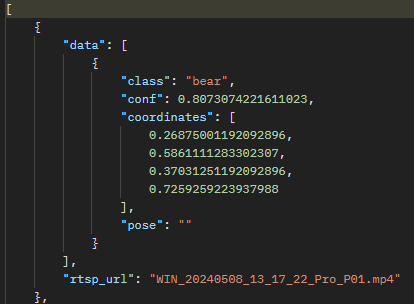 [
    {
        "data": [
            {
                "class": "bear",
                "conf": 0.8073074221611023,
                "coordinates": [
                    0.26875001192092896,
                    0.5861111283302307,
                    0.37031251192092896,
                    0.7259259223937988
                ],
                "pose": ""
            }
        ],
        "rtsp_url": "WIN_20240508_13_17_22_Pro_P01.mp4"
    },